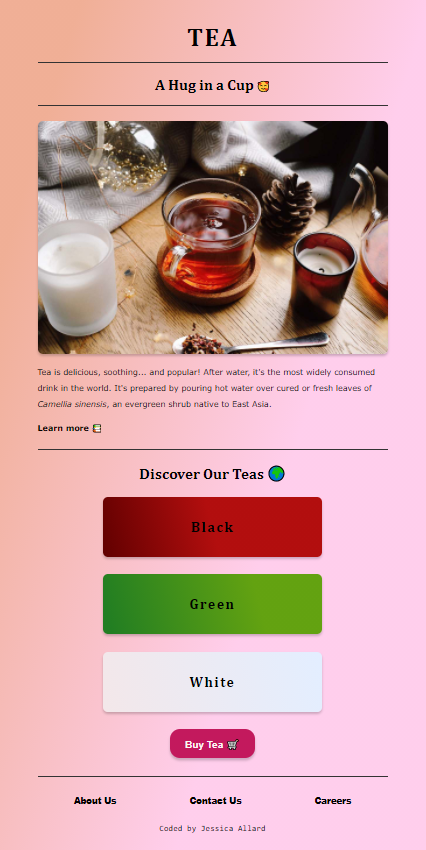 TEA
A Hug in a Cup 🥰
Tea is delicious, soothing... and popular! After water, it's the most widely consumed
drink in the world. It's prepared by pouring hot water over cured or fresh leaves of
Camellia sinensis, an evergreen shrub native to East Asia.
Learn more
Discover Our Teas 🌍
Black
Green
White
Buy Tea 🛒
About Us Contact Us Careers
Coded by Jessica Allard